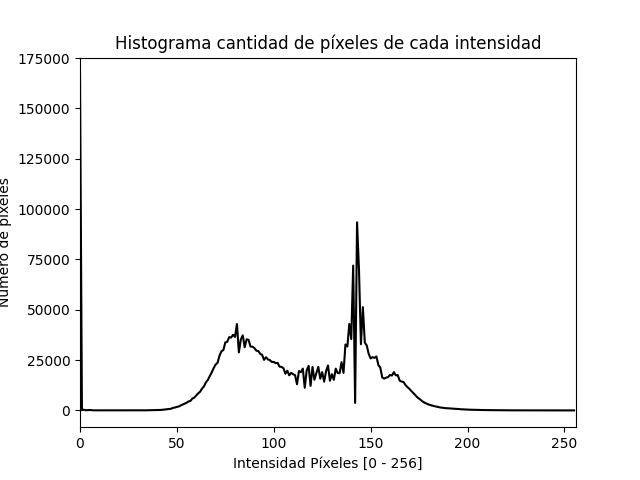 Histograma cantidad de píxeles de cada intensidad
Número de píxeles
175000
150000
125000
100000
75000
50000
25000
0
0 50 100 150 200 250
Intensidad Píxeles [0 - 256]